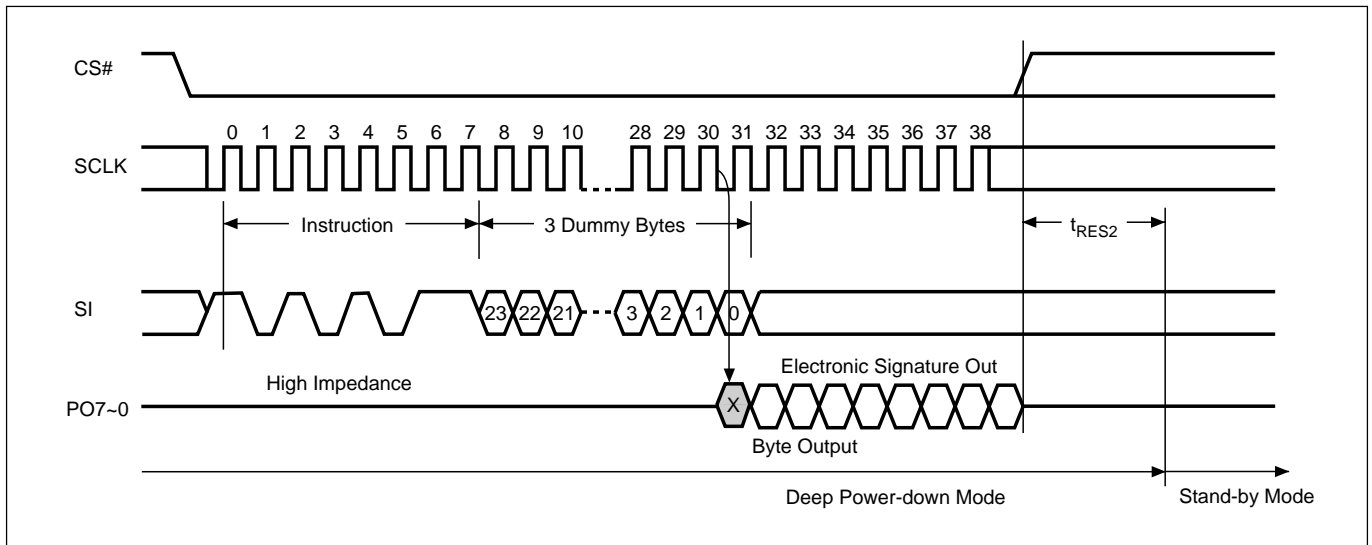 CS#
0 1 2 3 4 5 6 7 8 9 10 28 29 30 31 32 33 34 35 36 37 38
SCLK
Instruction 3 Dummy Bytes tRES2
SI 23 22 21 3 2 1 0
High Impedance Electronic Signature Out
PO7~0 X
Byte Output
Deep Power-down Mode Stand-by Mode